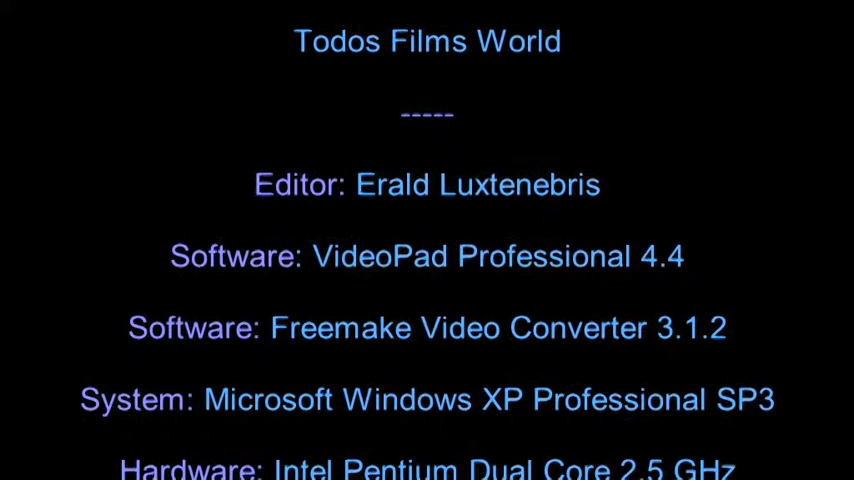 Todos Films World
-----
Editor: Erald Luxtenebris
Software: VideoPad Professional 4.4
Software: Freemake Video Converter 3.1.2
System: Microsoft Windows XP Professional SP3
Hardware: Intel Pentium Dual Core 2.5 GHz